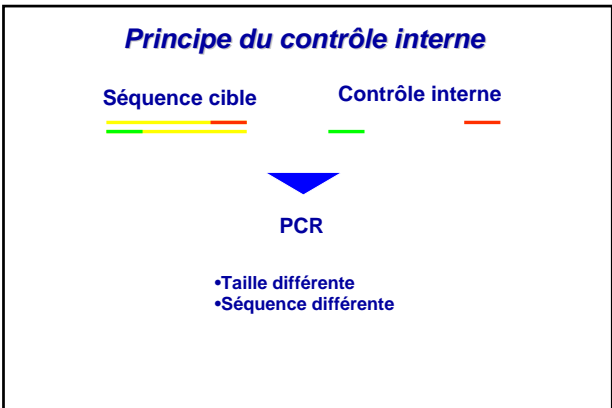 Principe du contrôle interne
Séquence cible
Contrôle interne
PCR
•Taille différente
•Séquence différente